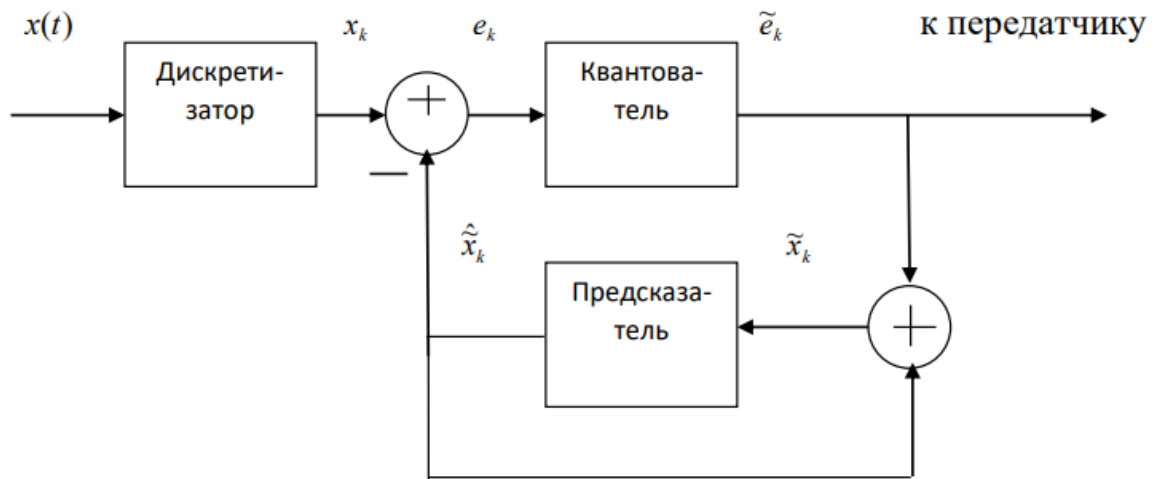 x(t) x_k e_k ẽ_k к передатчику
Дискрети-
затор
+
Квантова-
тель
—
x̃̂_k x̃_k
Предсказа-
тель
+